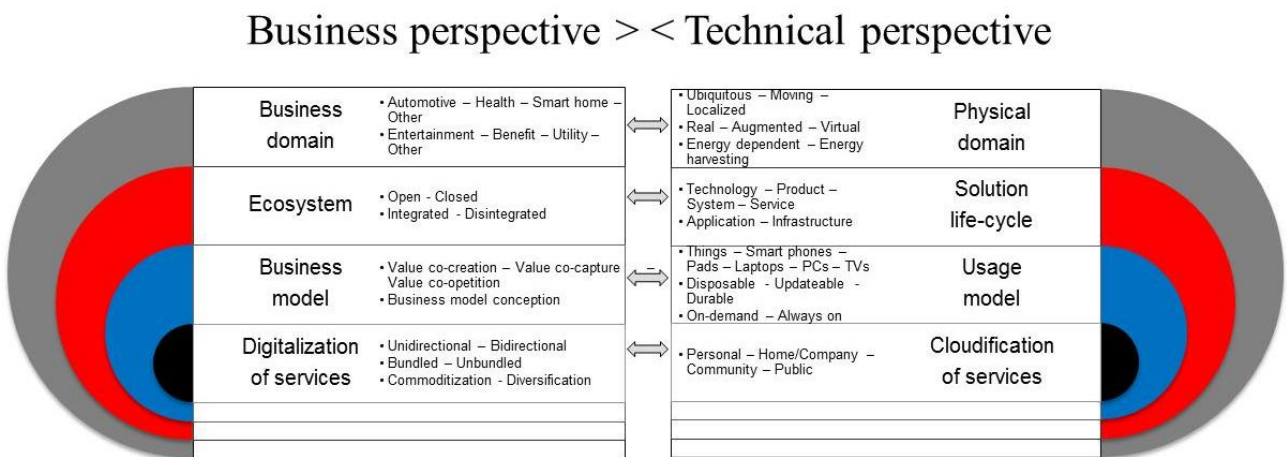 Business perspective > < Technical perspective
Business
domain
• Automotive – Health – Smart home –
Other
• Entertainment – Benefit – Utility –
Other
• Ubiquitous – Moving –
Localized
• Real – Augmented – Virtual
• Energy dependent – Energy
harvesting
Physical
domain
Ecosystem
• Open - Closed
• Integrated - Disintegrated
• Technology – Product –
System – Service
• Application – Infrastructure
Solution
life-cycle
Business
model
• Value co-creation – Value co-capture –
Value co-opetition
• Business model conception
• Things – Smart phones –
Pads – Laptops – PCs – TVs
• Disposable - Updateable -
Durable
• On-demand – Always on
Usage
model
Digitalization
of services
• Unidirectional – Bidirectional
• Bundled – Unbundled
• Commoditization - Diversification
• Personal – Home/Company –
Community – Public
Cloudification
of services